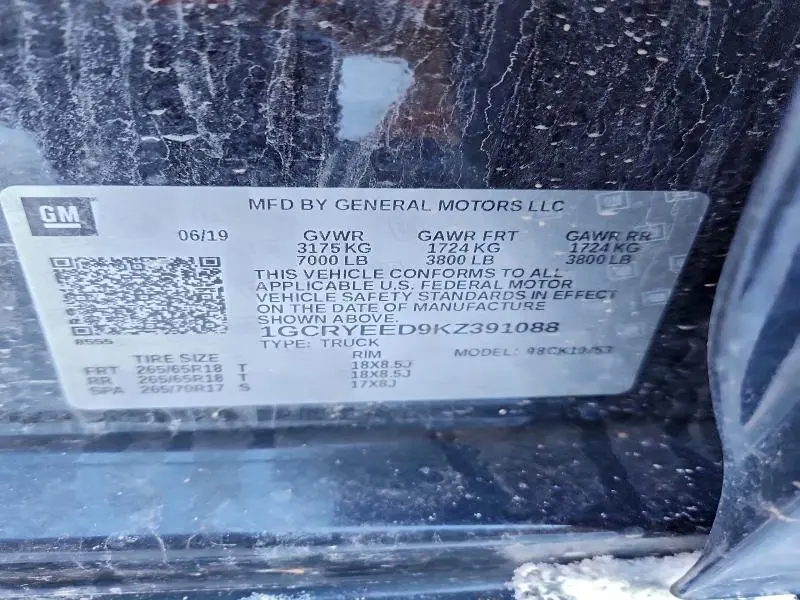 GM
MFD BY GENERAL MOTORS LLC
06/19 GVWR GAWR FRT GAWR RR
3175 KG 1724 KG 1724 KG
7000 LB 3800 LB 3800 LB
THIS VEHICLE CONFORMS TO ALL
APPLICABLE U.S. FEDERAL MOTOR
VEHICLE SAFETY STANDARDS IN EFFECT
ON THE DATE OF MANUFACTURE
SHOWN ABOVE.
1GCRYEED9KZ391088
8555
TYPE: TRUCK MODEL: 98CK19/53
TIRE SIZE RIM
FRT 265/65R18 T 18X8.5J
RR 265/65R18 T 18X8.5J
SPA 265/70R17 S 17X8J